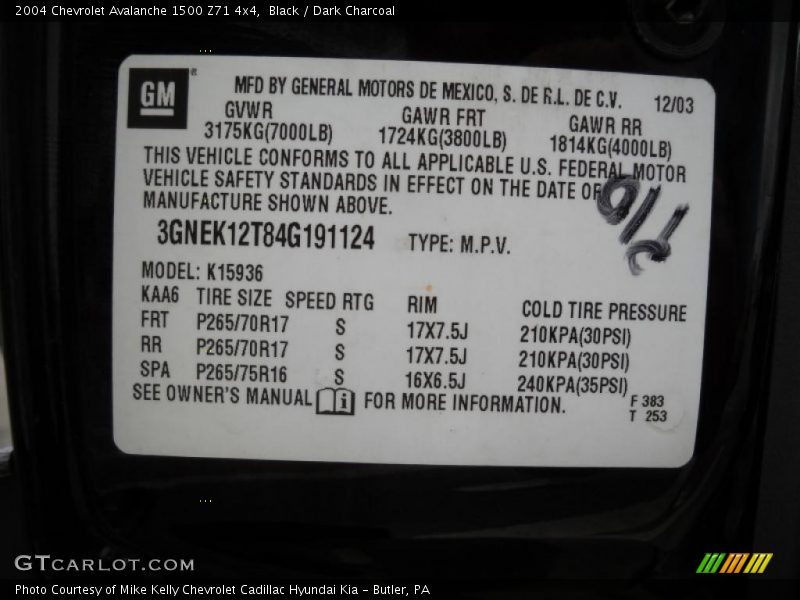 2004 Chevrolet Avalanche 1500 Z71 4x4, Black / Dark Charcoal
GM®
MFD BY GENERAL MOTORS DE MEXICO, S. DE R.L. DE C.V. 12/03
GVWR GAWR FRT GAWR RR
3175KG(7000LB) 1724KG(3800LB) 1814KG(4000LB)
THIS VEHICLE CONFORMS TO ALL APPLICABLE U.S. FEDERAL MOTOR
VEHICLE SAFETY STANDARDS IN EFFECT ON THE DATE OF
MANUFACTURE SHOWN ABOVE.
3GNEK12T84G191124 TYPE: M.P.V.
MODEL: K15936
KAA6 TIRE SIZE SPEED RTG RIM COLD TIRE PRESSURE
FRT P265/70R17 S 17X7.5J 210KPA(30PSI)
RR P265/70R17 S 17X7.5J 210KPA(30PSI)
SPA P265/75R16 S 16X6.5J 240KPA(35PSI)
SEE OWNER'S MANUAL i FOR MORE INFORMATION.
F 383
T 253
GTCARLOT.COM
Photo Courtesy of Mike Kelly Chevrolet Cadillac Hyundai Kia - Butler, PA